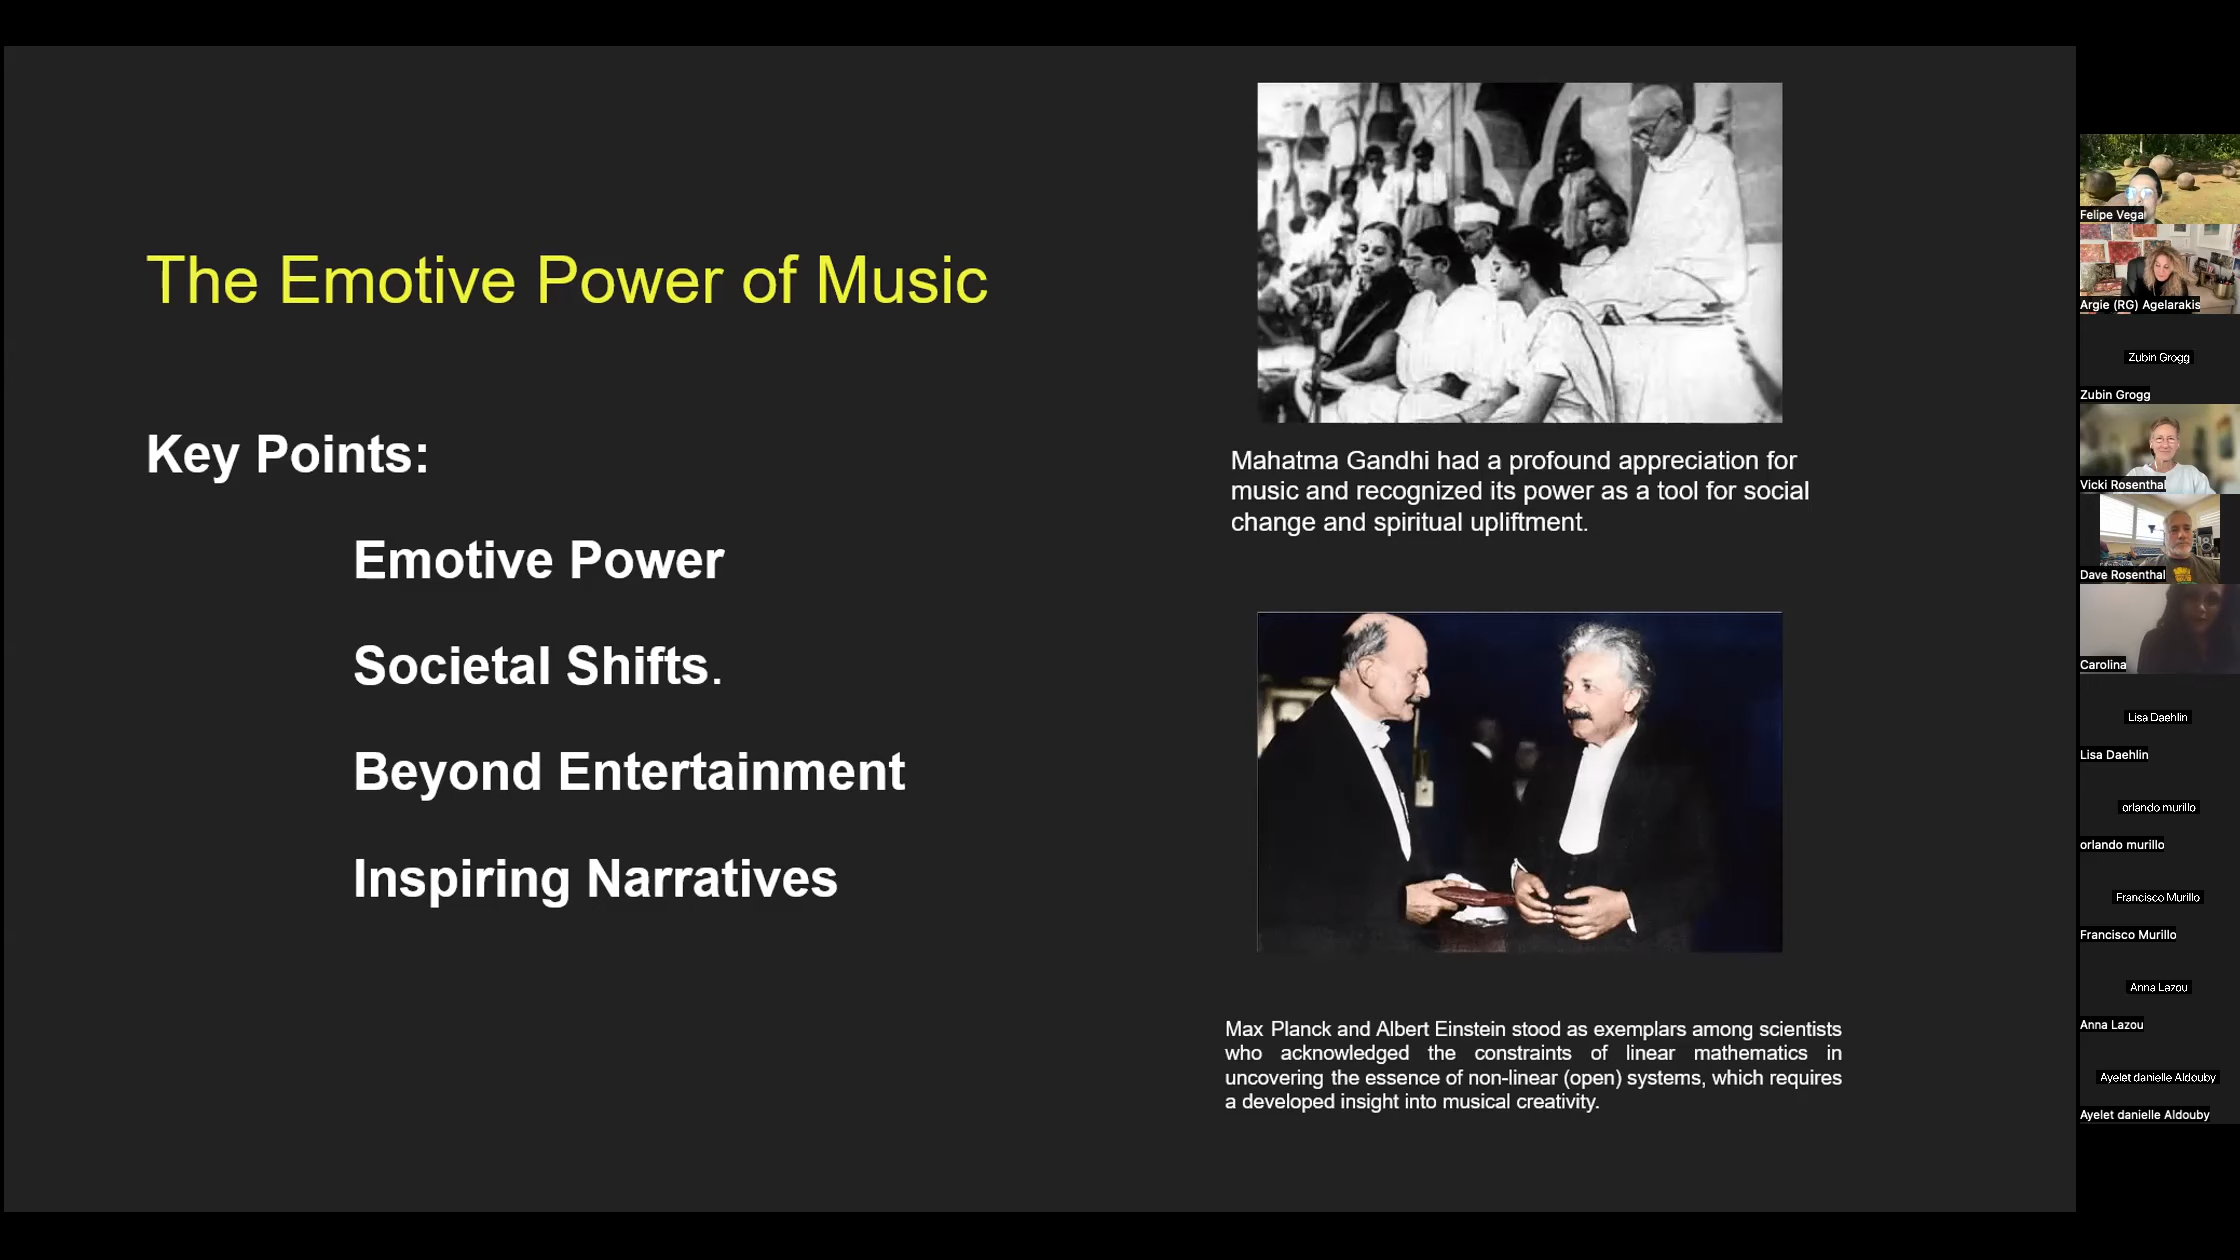 The Emotive Power of Music
Key Points:
Emotive Power
Societal Shifts.
Beyond Entertainment
Inspiring Narratives
Mahatma Gandhi had a profound appreciation for
music and recognized its power as a tool for social
change and spiritual upliftment.
Max Planck and Albert Einstein stood as exemplars among scientists
who acknowledged the constraints of linear mathematics in
uncovering the essence of non-linear (open) systems, which requires
a developed insight into musical creativity.
Felipe Vega
Argie (RG) Agelarakis
Zubin Grogg
Zubin Grogg
Vicki Rosenthal
Dave Rosenthal
Carolina
Lisa Daehlin
Lisa Daehlin
orlando murillo
orlando murillo
Francisco Murillo
Francisco Murillo
Anna Lazou
Anna Lazou
Ayelet danielle Aldouby
Ayelet danielle Aldouby